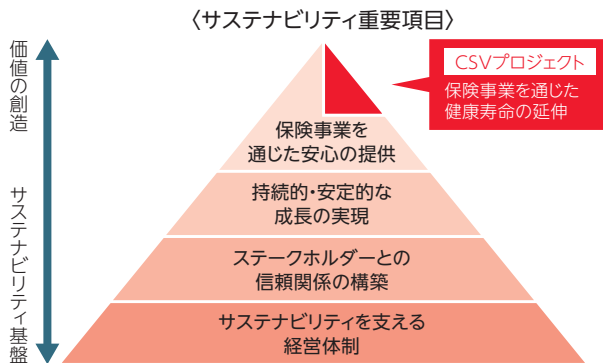 〈サステナビリティ重要項目〉
価値の創造
サステナビリティ基盤
CSVプロジェクト
保険事業を通じた
健康寿命の延伸
保険事業を
通じた安心の提供
持続的・安定的な
成長の実現
ステークホルダーとの
信頼関係の構築
サステナビリティを支える
経営体制